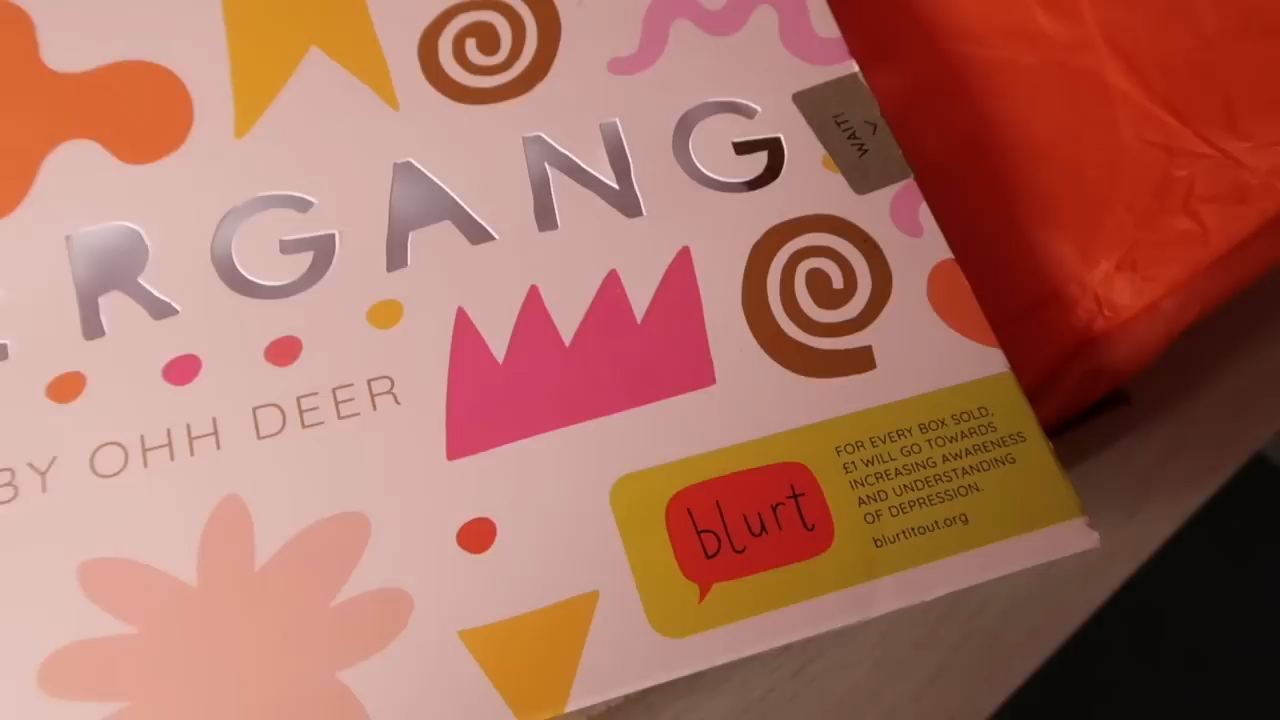 RGANG
WAIT!
BY OHH DEER
blurt
FOR EVERY BOX SOLD,
£1 WILL GO TOWARDS
INCREASING AWARENESS
AND UNDERSTANDING
OF DEPRESSION.
blurtitout.org